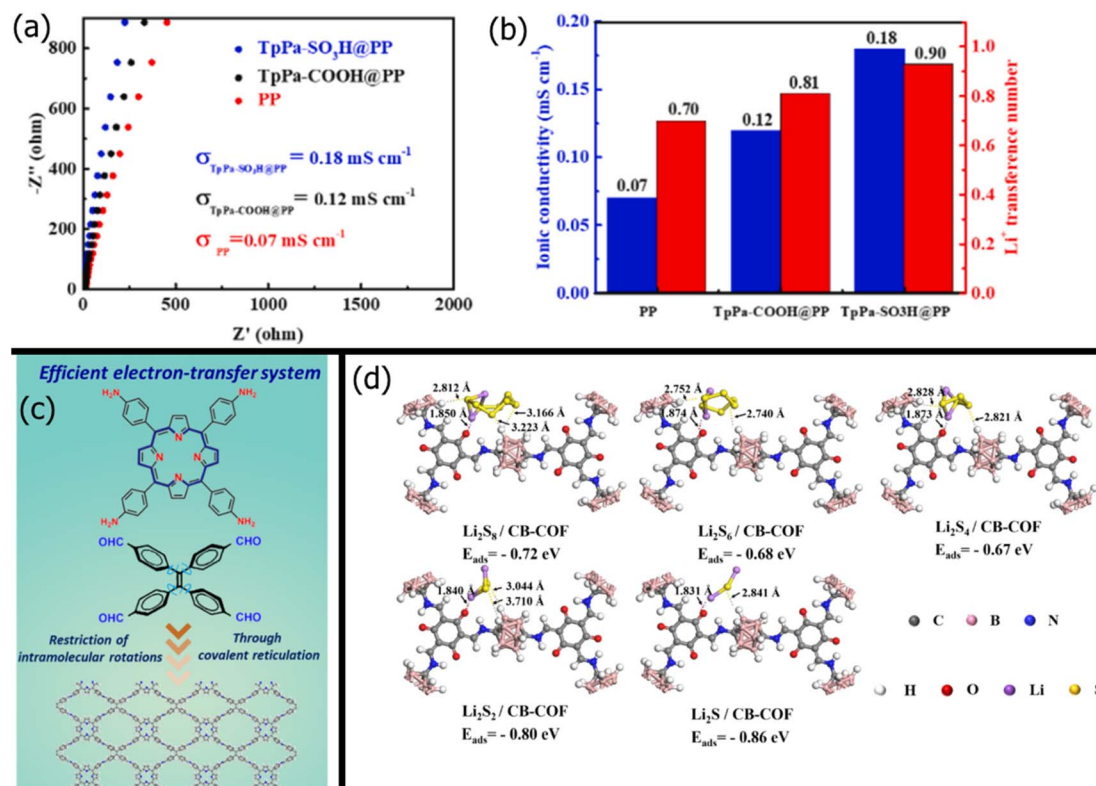 (a)
800
600
400
200
0
-Z'' (ohm)
TpPa-SO₃H@PP
TpPa-COOH@PP
PP
σTpPa-SO₃H@PP = 0.18 mS cm⁻¹
σTpPa-COOH@PP = 0.12 mS cm⁻¹
σPP=0.07 mS cm⁻¹
500 1000 1500 2000
Z' (ohm)
(b)
Ionic conductivity (mS cm⁻¹)
0.20
0.15
0.10
0.05
0.00
0.07 0.70
0.12 0.81
0.18 0.90
PP TpPa-COOH@PP TpPa-SO3H@PP
1.0
0.8
0.6
0.4
0.2
0.0
Li⁺ transference number
Efficient electron-transfer system
(c)
H₂N NH₂
N
N N
N
H₂N NH₂
OHC CHO
OHC CHO
Restriction of intramolecular rotations
Through covalent reticulation
(d)
2.812 Å
1.850 Å
3.166 Å
3.223 Å
Li₂S₈ / CB-COF
Eads= - 0.72 eV
2.752 Å
1.874 Å
2.740 Å
Li₂S₆ / CB-COF
Eads= - 0.68 eV
2.828 Å
1.873 Å
2.821 Å
Li₂S₄ / CB-COF
Eads= - 0.67 eV
1.840 Å
3.044 Å
3.710 Å
Li₂S₂ / CB-COF
Eads= - 0.80 eV
1.831 Å
2.841 Å
Li₂S / CB-COF
Eads= - 0.86 eV
C B N
H O Li S